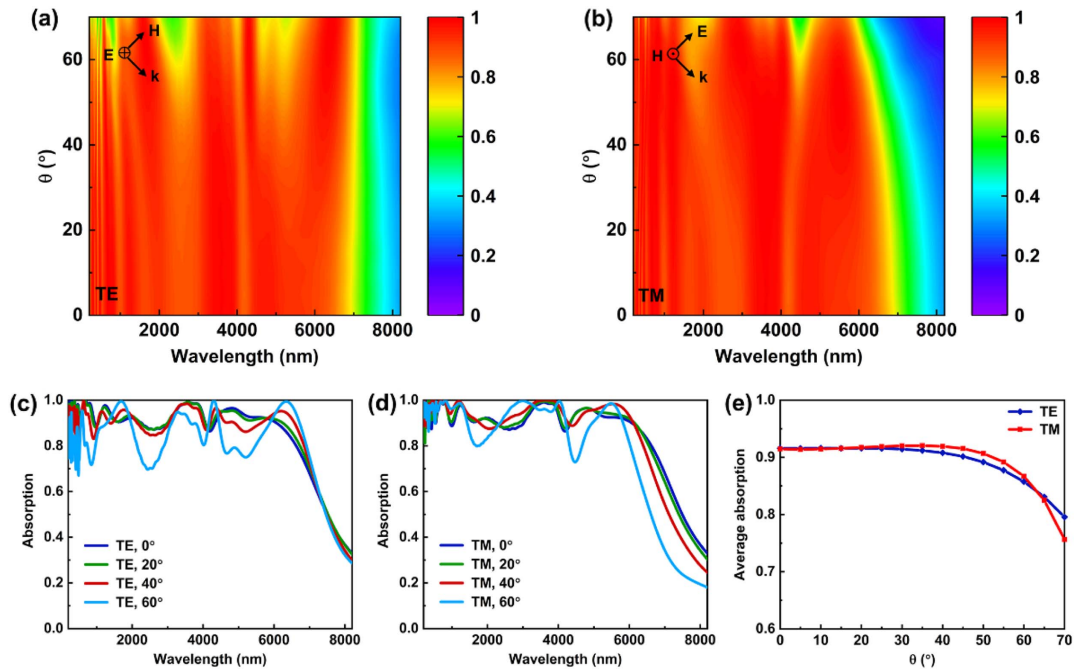 (a)
60
40
20
0
θ (°)
E
H
k
TE
2000 4000 6000 8000
Wavelength (nm)
1
0.8
0.6
0.4
0.2
0
(b)
60
40
20
0
θ (°)
H
E
k
TM
2000 4000 6000 8000
Wavelength (nm)
1
0.8
0.6
0.4
0.2
0
(c)
1.0
0.8
0.6
0.4
0.2
0.0
Absorption
TE, 0°
TE, 20°
TE, 40°
TE, 60°
2000 4000 6000 8000
Wavelength (nm)
(d)
1.0
0.8
0.6
0.4
0.2
0.0
Absorption
TM, 0°
TM, 20°
TM, 40°
TM, 60°
2000 4000 6000 8000
Wavelength (nm)
(e)
1.0
0.9
0.8
0.7
0.6
Average absorption
TE
TM
0 10 20 30 40 50 60 70
θ (°)